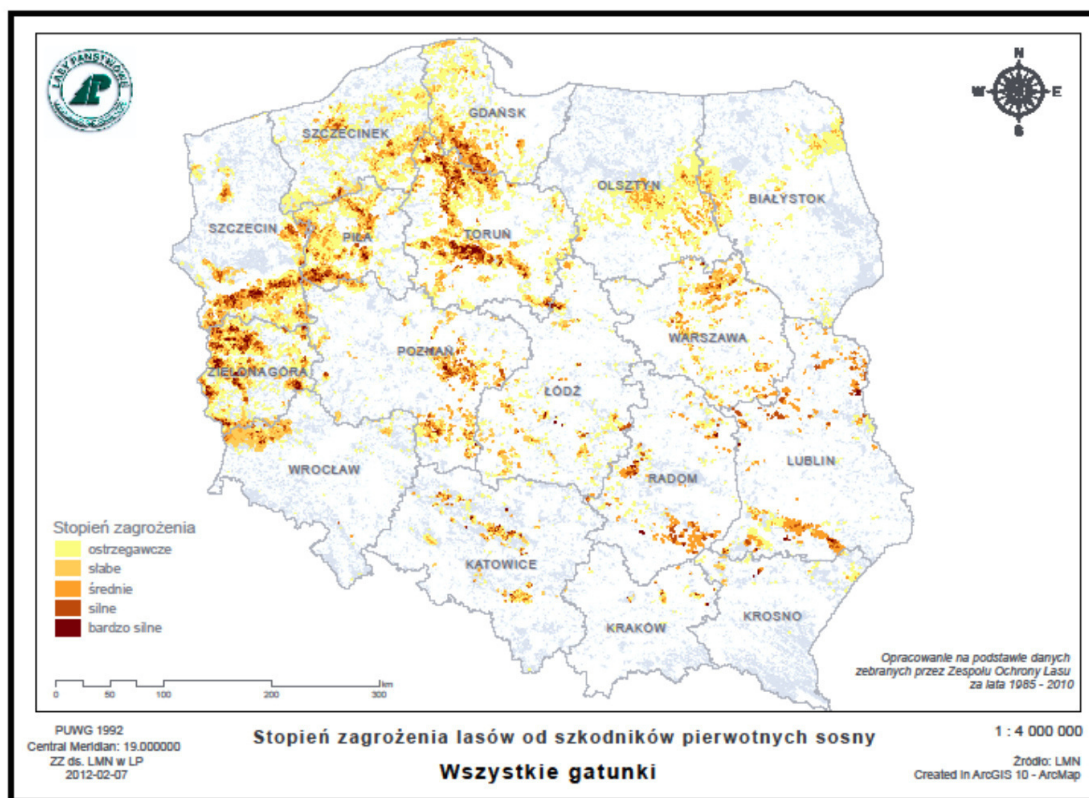 LASY PAŃSTWOWE
N
W
E
S
GDAŃSK
SZCZECINEK
OLSZTYN
BIAŁYSTOK
SZCZECIN
PIŁA
TORUŃ
WARSZAWA
POZNAŃ
ZIELONA GÓRA
ŁÓDŹ
LUBLIN
WROCŁAW
RADOM
KATOWICE
KROSNO
KRAKÓW
Stopień zagrożenia
ostrzegawcze
słabe
średnie
silne
bardzo silne
km
0 50 100 200 300
Opracowanie na podstawie danych
zebranych przez Zespołu Ochrony Lasu
za lata 1985 - 2010
PUWG 1992
Central Meridian: 19.000000
ZZ ds. LMN w LP
2012-02-07
Stopień zagrożenia lasów od szkodników pierwotnych sosny
Wszystkie gatunki
1 : 4 000 000
Źródło: LMN
Created in ArcGIS 10 - ArcMap